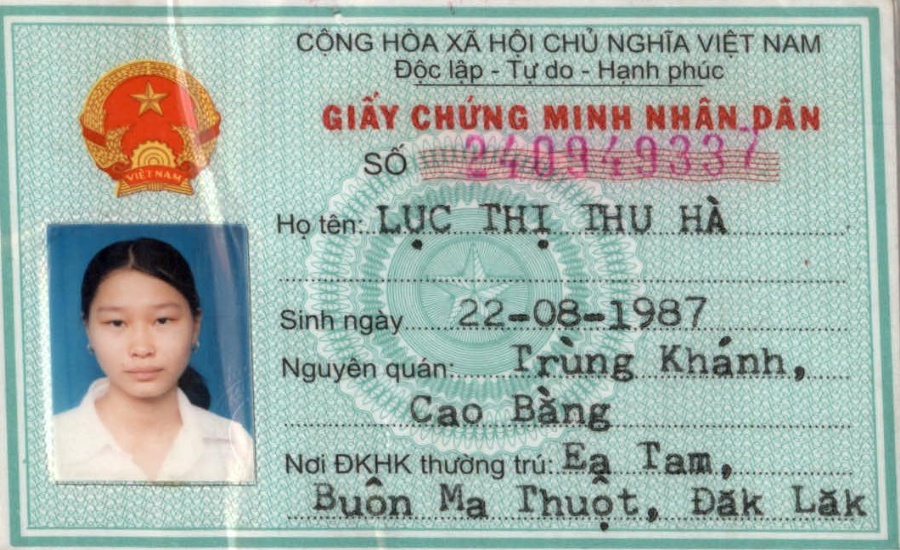 CỘNG HÒA XÃ HỘI CHỦ NGHĨA VIỆT NAM
Độc lập - Tự do - Hạnh phúc
GIẤY CHỨNG MINH NHÂN DÂN
SỐ 240949337
VIỆT NAM
Họ tên: LỤC THỊ THU HÀ
Sinh ngày 22-08-1987
Nguyên quán: Trùng Khánh,
Cao Bằng
Nơi ĐKHK thường trú: Ea Tam,
Buôn Ma Thuột, Đăk Lăk